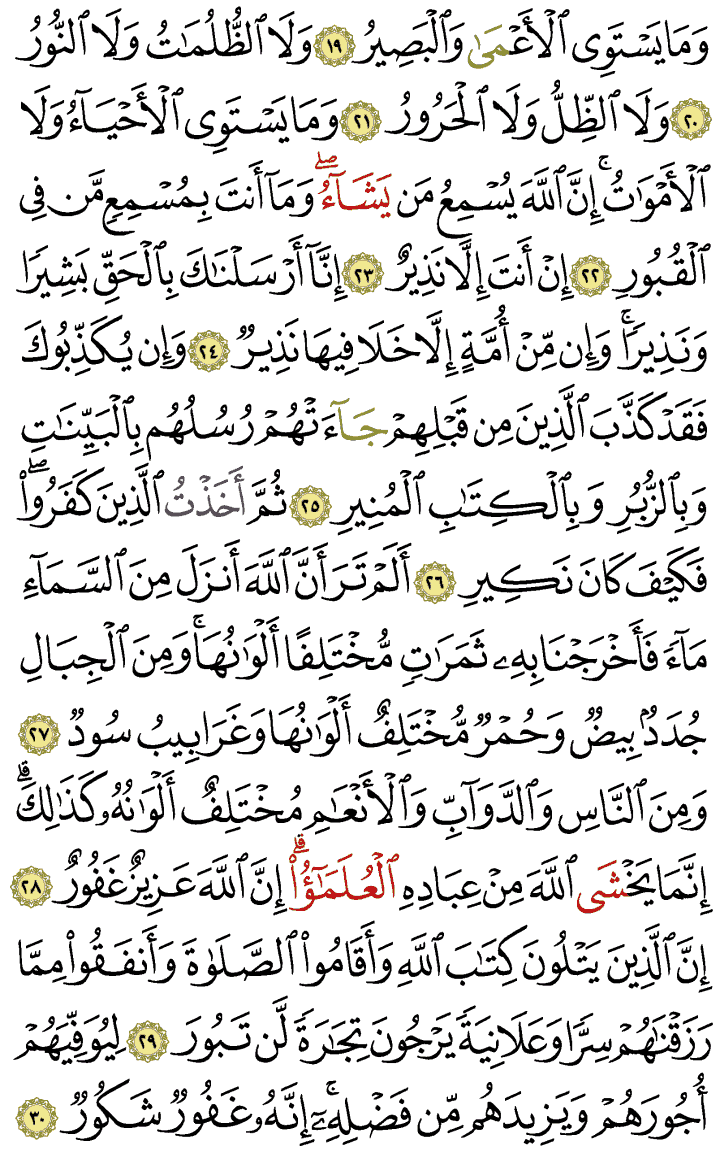 وَمَا يَسْتَوِى ٱلْأَعْمَىٰ وَٱلْبَصِيرُ ١٩ وَلَا ٱلظُّلُمَٰتُ وَلَا ٱلنُّورُ
٢٠ وَلَا ٱلظِّلُّ وَلَا ٱلْحَرُورُ ٢١ وَمَا يَسْتَوِى ٱلْأَحْيَآءُ وَلَا
ٱلْأَمْوَٰتُ ۚ إِنَّ ٱللَّهَ يُسْمِعُ مَن يَشَآءُ ۖ وَمَآ أَنتَ بِمُسْمِعٍ مَّن فِى
ٱلْقُبُورِ ٢٢ إِنْ أَنتَ إِلَّا نَذِيرٌ ٢٣ إِنَّآ أَرْسَلْنَٰكَ بِٱلْحَقِّ بَشِيرًا
وَنَذِيرًا ۚ وَإِن مِّنْ أُمَّةٍ إِلَّا خَلَا فِيهَا نَذِيرٌ ٢٤ وَإِن يُكَذِّبُوكَ
فَقَدْ كَذَّبَ ٱلَّذِينَ مِن قَبْلِهِمْ جَآءَتْهُمْ رُسُلُهُم بِٱلْبَيِّنَٰتِ
وَبِٱلزُّبُرِ وَبِٱلْكِتَٰبِ ٱلْمُنِيرِ ٢٥ ثُمَّ أَخَذْتُ ٱلَّذِينَ كَفَرُوا۟ ۖ
فَكَيْفَ كَانَ نَكِيرِ ٢٦ أَلَمْ تَرَ أَنَّ ٱللَّهَ أَنزَلَ مِنَ ٱلسَّمَآءِ
مَآءً فَأَخْرَجْنَا بِهِۦ ثَمَرَٰتٍ مُّخْتَلِفًا أَلْوَٰنُهَا ۚ وَمِنَ ٱلْجِبَالِ
جُدَدٌۢ بِيضٌ وَحُمْرٌ مُّخْتَلِفٌ أَلْوَٰنُهَا وَغَرَابِيبُ سُودٌ ٢٧
وَمِنَ ٱلنَّاسِ وَٱلدَّوَآبِّ وَٱلْأَنْعَٰمِ مُخْتَلِفٌ أَلْوَٰنُهُۥ كَذَٰلِكَ ۗ
إِنَّمَا يَخْشَى ٱللَّهَ مِنْ عِبَادِهِ ٱلْعُلَمَٰٓؤُا۟ ۗ إِنَّ ٱللَّهَ عَزِيزٌ غَفُورٌ ٢٨
إِنَّ ٱلَّذِينَ يَتْلُونَ كِتَٰبَ ٱللَّهِ وَأَقَامُوا۟ ٱلصَّلَوٰةَ وَأَنفَقُوا۟ مِمَّا
رَزَقْنَٰهُمْ سِرًّا وَعَلَانِيَةً يَرْجُونَ تِجَٰرَةً لَّن تَبُورَ ٢٩ لِيُوَفِّيَهُمْ
أُجُورَهُمْ وَيَزِيدَهُم مِّن فَضْلِهِۦٓ ۚ إِنَّهُۥ غَفُورٌ شَكُورٌ ٣٠